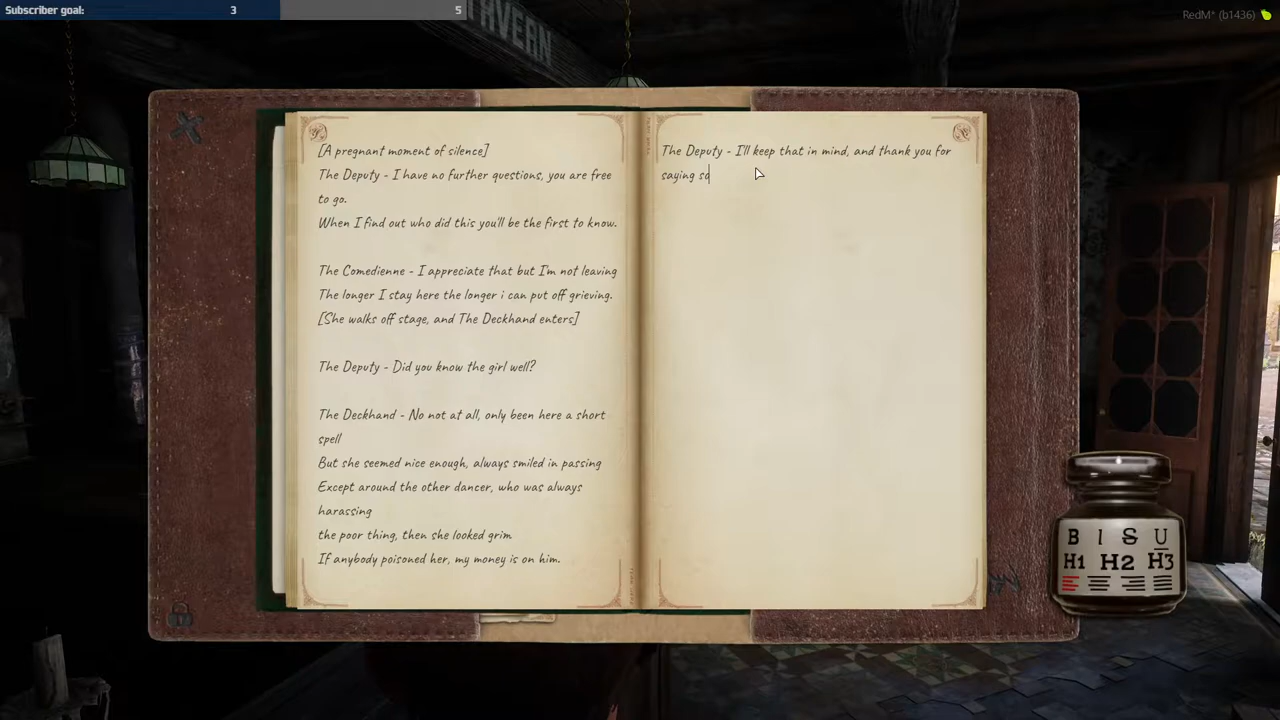 Subscriber goal: 3 5
VERN
RedM* (b1436)
[A pregnant moment of silence]
The Deputy - I have no further questions, you are free
to go.
When I find out who did this you'll be the first to know.
The Comedienne - I appreciate that but I'm not leaving
The longer I stay here the longer i can put off grieving.
[She walks off stage, and The Deckhand enters]
The Deputy - Did you know the girl well?
The Deckhand - No not at all, only been here a short
spell
But she seemed nice enough, always smiled in passing
Except around the other dancer, who was always
harassing
the poor thing, then she looked grim
If anybody poisoned her, my money is on him.
The Deputy - I'll keep that in mind, and thank you for
saying so
B I S U
H1 H2 H3